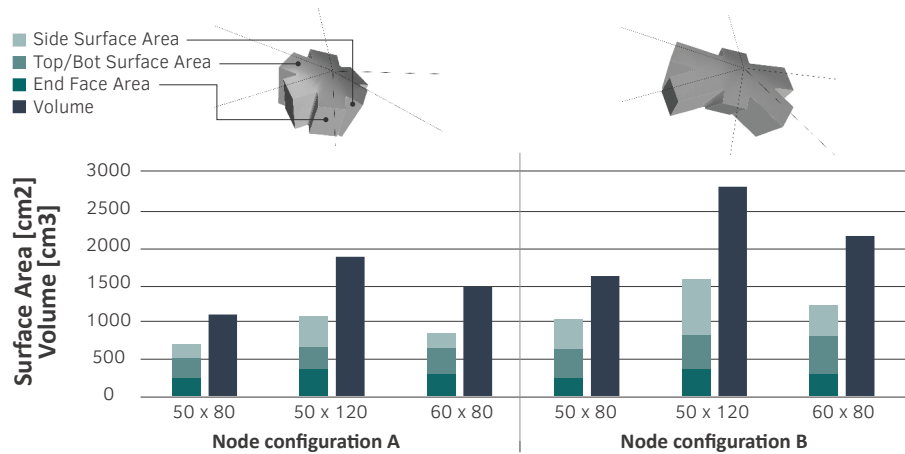 Side Surface Area
Top/Bot Surface Area
End Face Area
Volume
Surface Area [cm2]
Volume [cm3]
3000
2500
2000
1500
1000
500
0
50 x 80
50 x 120
60 x 80
50 x 80
50 x 120
60 x 80
Node configuration A
Node configuration B